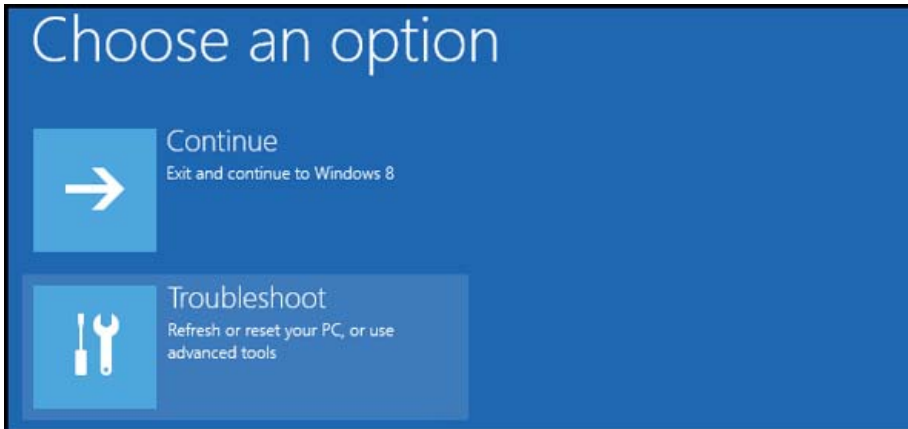 Choose an option
Continue
Exit and continue to Windows 8
Troubleshoot
Refresh or reset your PC, or use
advanced tools